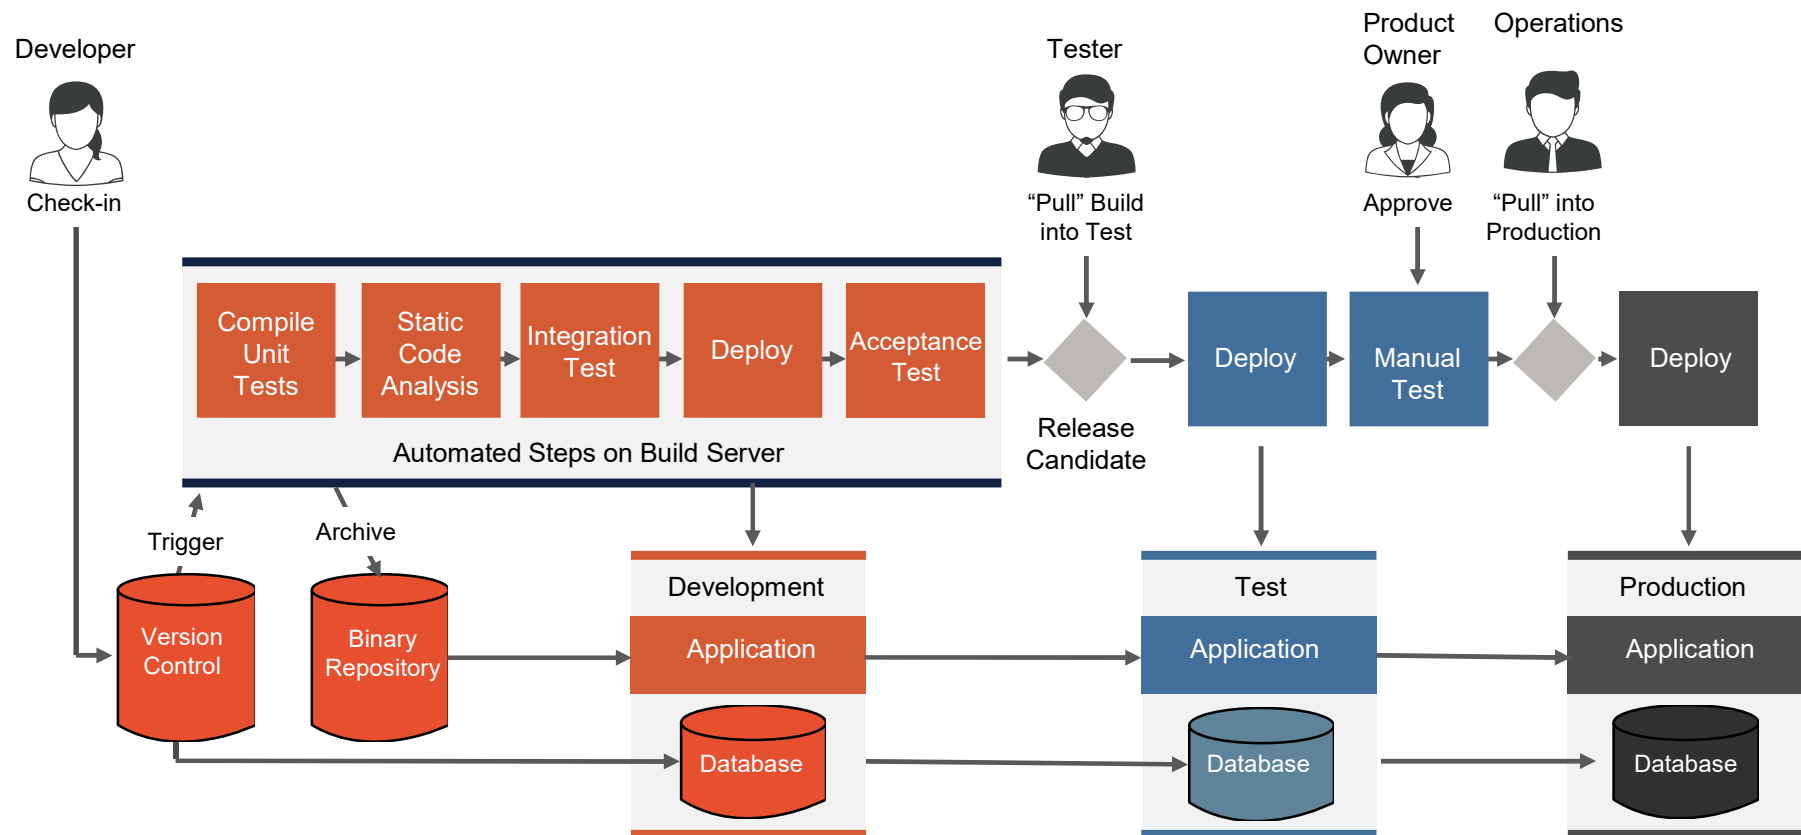 Developer
Check-in
Tester
“Pull” Build
into Test
Product
Owner
Approve
Operations
“Pull” into
Production
Compile
Unit
Tests
Static
Code
Analysis
Integration
Test
Deploy
Acceptance
Test
Automated Steps on Build Server
Release
Candidate
Deploy
Manual
Test
Deploy
Trigger
Archive
Version
Control
Binary
Repository
Development
Application
Database
Test
Application
Database
Production
Application
Database